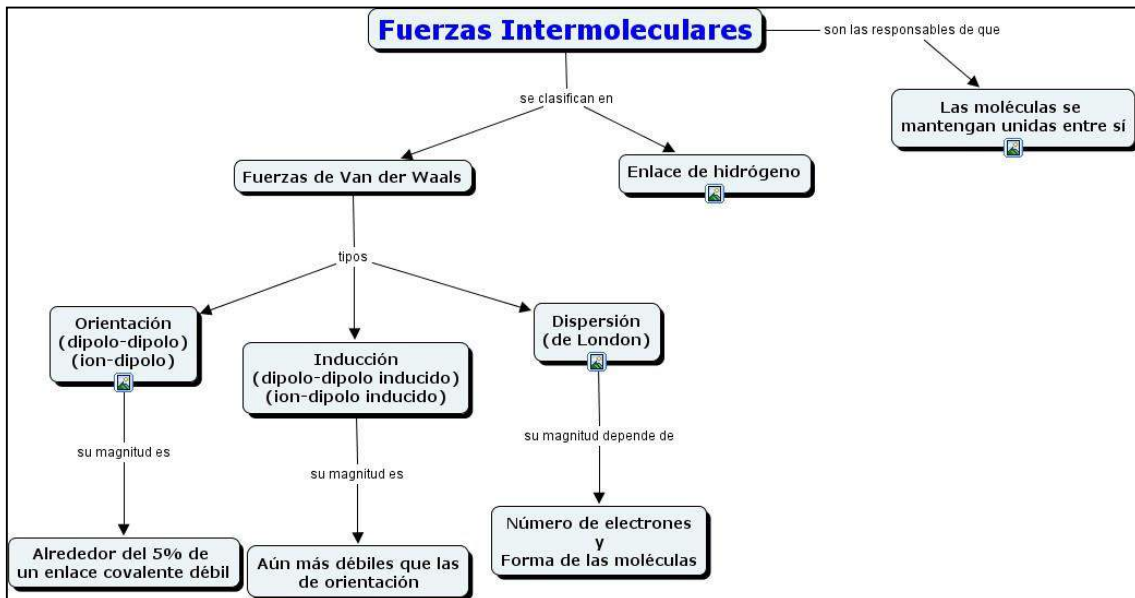 Fuerzas Intermoleculares
son las responsables de que
se clasifican en
Las moléculas se
mantengan unidas entre sí
Fuerzas de Van der Waals
Enlace de hidrógeno
tipos
Orientación
(dipolo-dipolo)
(ion-dipolo)
Inducción
(dipolo-dipolo inducido)
(ion-dipolo inducido)
Dispersión
(de London)
su magnitud es
su magnitud es
su magnitud depende de
Alrededor del 5% de
un enlace covalente débil
Aún más débiles que las
de orientación
Número de electrones
y
Forma de las moléculas